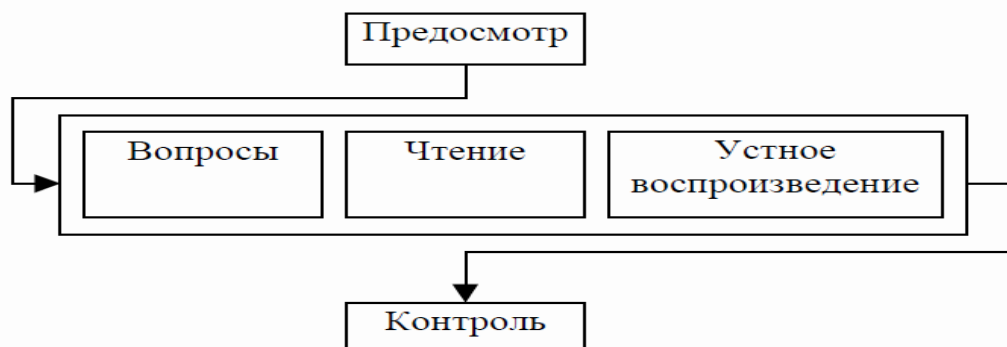 Предосмотр
Вопросы
Чтение
Устное
воспроизведение
Контроль